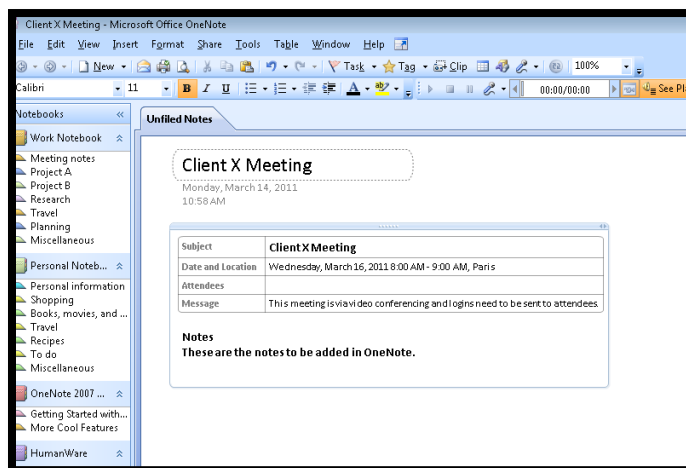 Client X Meeting - Microsoft Office OneNote
File Edit View Insert Format Share Tools Table Window Help
New Task Tag Clip 100%
Calibri 11 B I U A ab 00:00/00:00 See Pl
Notebooks «
Unfiled Notes
Work Notebook
Meeting notes
Project A
Project B
Research
Travel
Planning
Miscellaneous
Personal Noteb...
Personal information
Shopping
Books, movies, and ...
Travel
Recipes
To do
Miscellaneous
OneNote 2007 ...
Getting Started with...
More Cool Features
HumanWare
Client X Meeting
Monday, March 14, 2011
10:58 AM
Subject Client X Meeting
Date and Location Wednesday, March 16, 2011 8:00 AM - 9:00 AM, Paris
Attendees
Message This meeting is via video conferencing and logins need to be sent to attendees.
Notes
These are the notes to be added in OneNote.